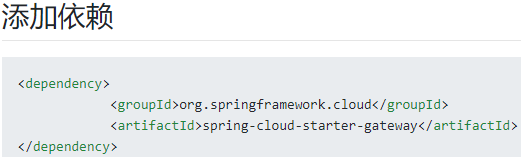 添加依赖
<dependency>
<groupId>org.springframework.cloud</groupId>
<artifactId>spring-cloud-starter-gateway</artifactId>
</dependency>